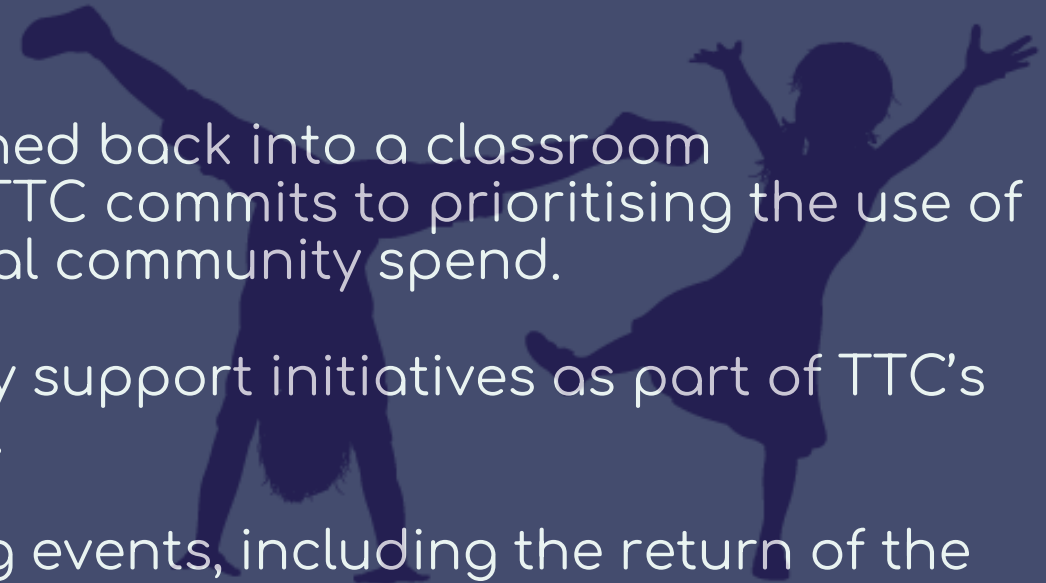 ned back into a classroom
TTC commits to prioritising the use of
al community spend.
y support initiatives as part of TTC’s
.
g events, including the return of the